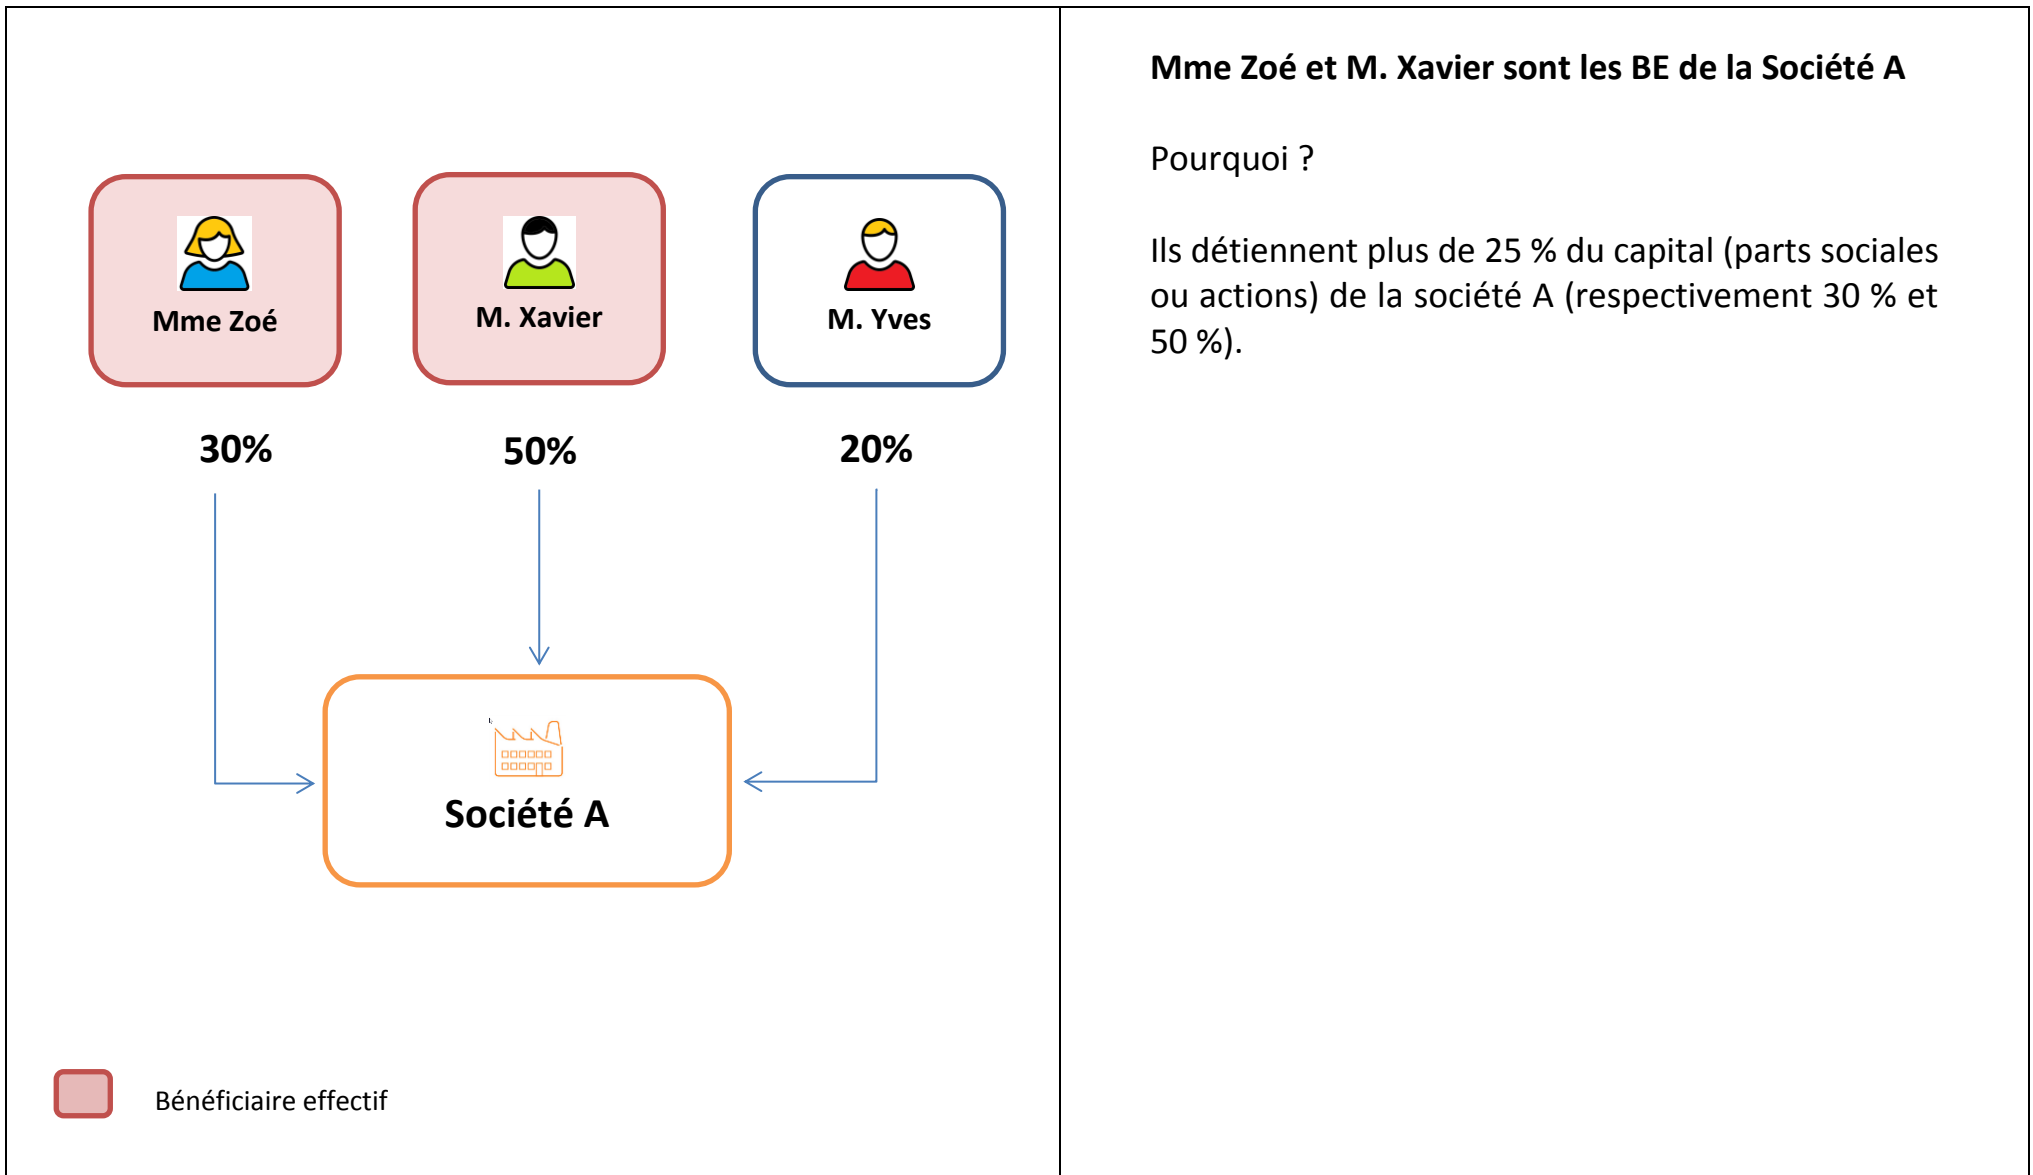 Mme Zoé
M. Xavier
M. Yves
30%
50%
20%
Société A
Bénéficiaire effectif
Mme Zoé et M. Xavier sont les BE de la Société A
Pourquoi ?
Ils détiennent plus de 25 % du capital (parts sociales
ou actions) de la société A (respectivement 30 % et
50 %).